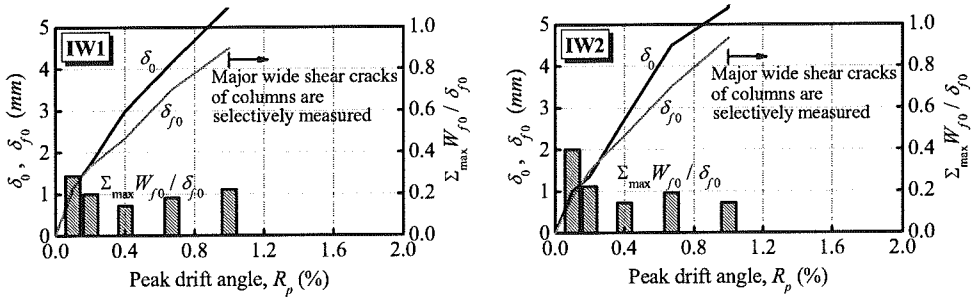 IW1
5
4
3
2
1
0
δ₀ , δf0 (mm)
1.0
0.8
0.6
0.4
0.2
0.0
Σmax Wf0 / δf0
δ₀
δf0
Major wide shear cracks
of columns are
selectively measured
Σmax Wf0 / δf0
0.0 0.4 0.8 1.2 1.6 2.0
Peak drift angle, Rp (%)
IW2
5
4
3
2
1
0
δ₀ , δf0 (mm)
1.0
0.8
0.6
0.4
0.2
0.0
Σmax Wf0 / δf0
δ₀
δf0
Major wide shear cracks
of columns are
selectively measured
Σmax Wf0 / δf0
0.0 0.4 0.8 1.2 1.6 2.0
Peak drift angle, Rp (%)